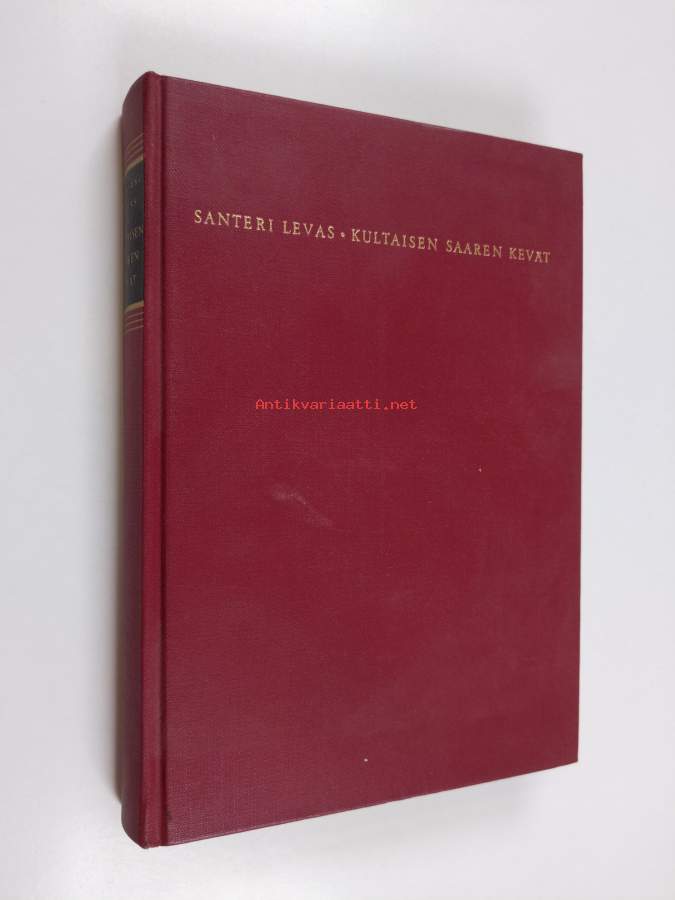 SANTERI LEVAS • KULTAISEN SAAREN KEVÄT
Antikvariaatti.net